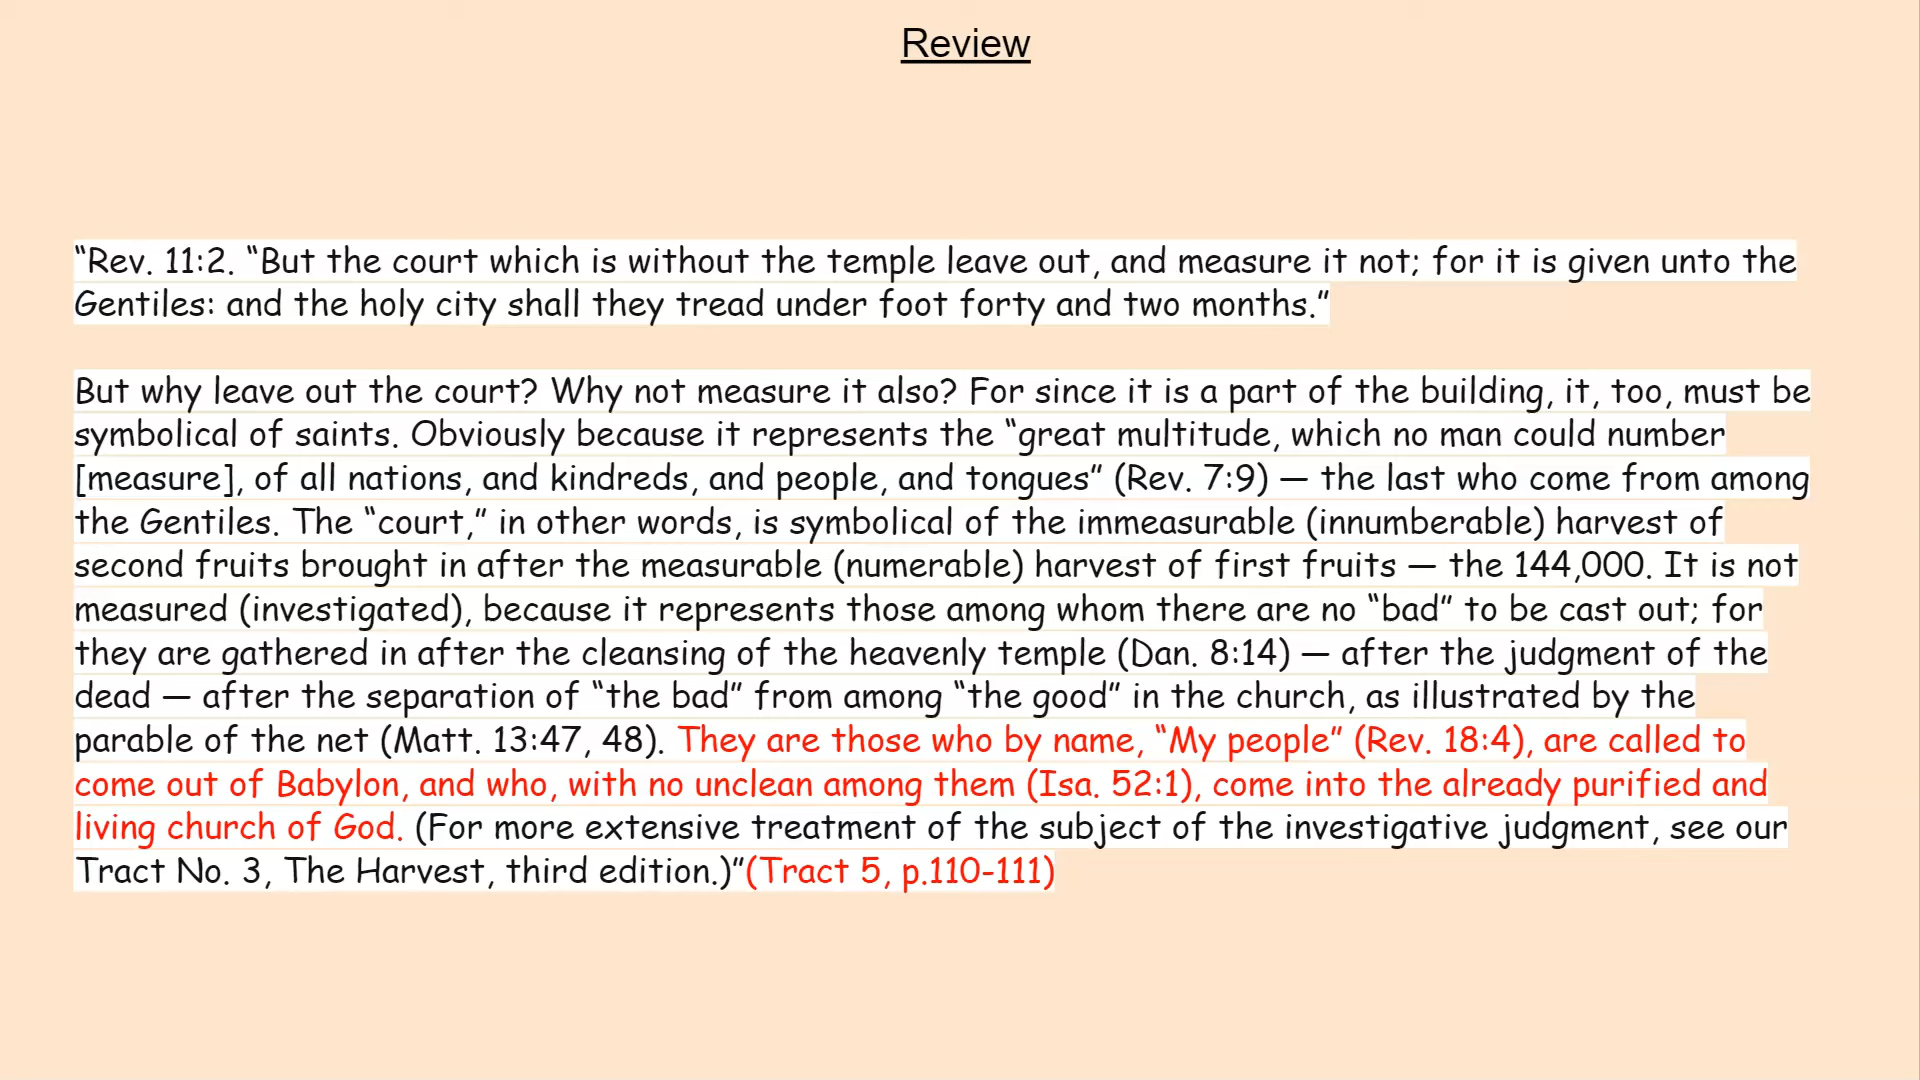 Review
“Rev. 11:2. “But the court which is without the temple leave out, and measure it not; for it is given unto the
Gentiles: and the holy city shall they tread under foot forty and two months.”
But why leave out the court? Why not measure it also? For since it is a part of the building, it, too, must be
symbolical of saints. Obviously because it represents the “great multitude, which no man could number
[measure], of all nations, and kindreds, and people, and tongues” (Rev. 7:9) — the last who come from among
the Gentiles. The “court,” in other words, is symbolical of the immeasurable (innumberable) harvest of
second fruits brought in after the measurable (numerable) harvest of first fruits — the 144,000. It is not
measured (investigated), because it represents those among whom there are no “bad” to be cast out; for
they are gathered in after the cleansing of the heavenly temple (Dan. 8:14) — after the judgment of the
dead — after the separation of “the bad” from among “the good” in the church, as illustrated by the
parable of the net (Matt. 13:47, 48). They are those who by name, “My people” (Rev. 18:4), are called to
come out of Babylon, and who, with no unclean among them (Isa. 52:1), come into the already purified and
living church of God. (For more extensive treatment of the subject of the investigative judgment, see our
Tract No. 3, The Harvest, third edition.)”(Tract 5, p.110-111)